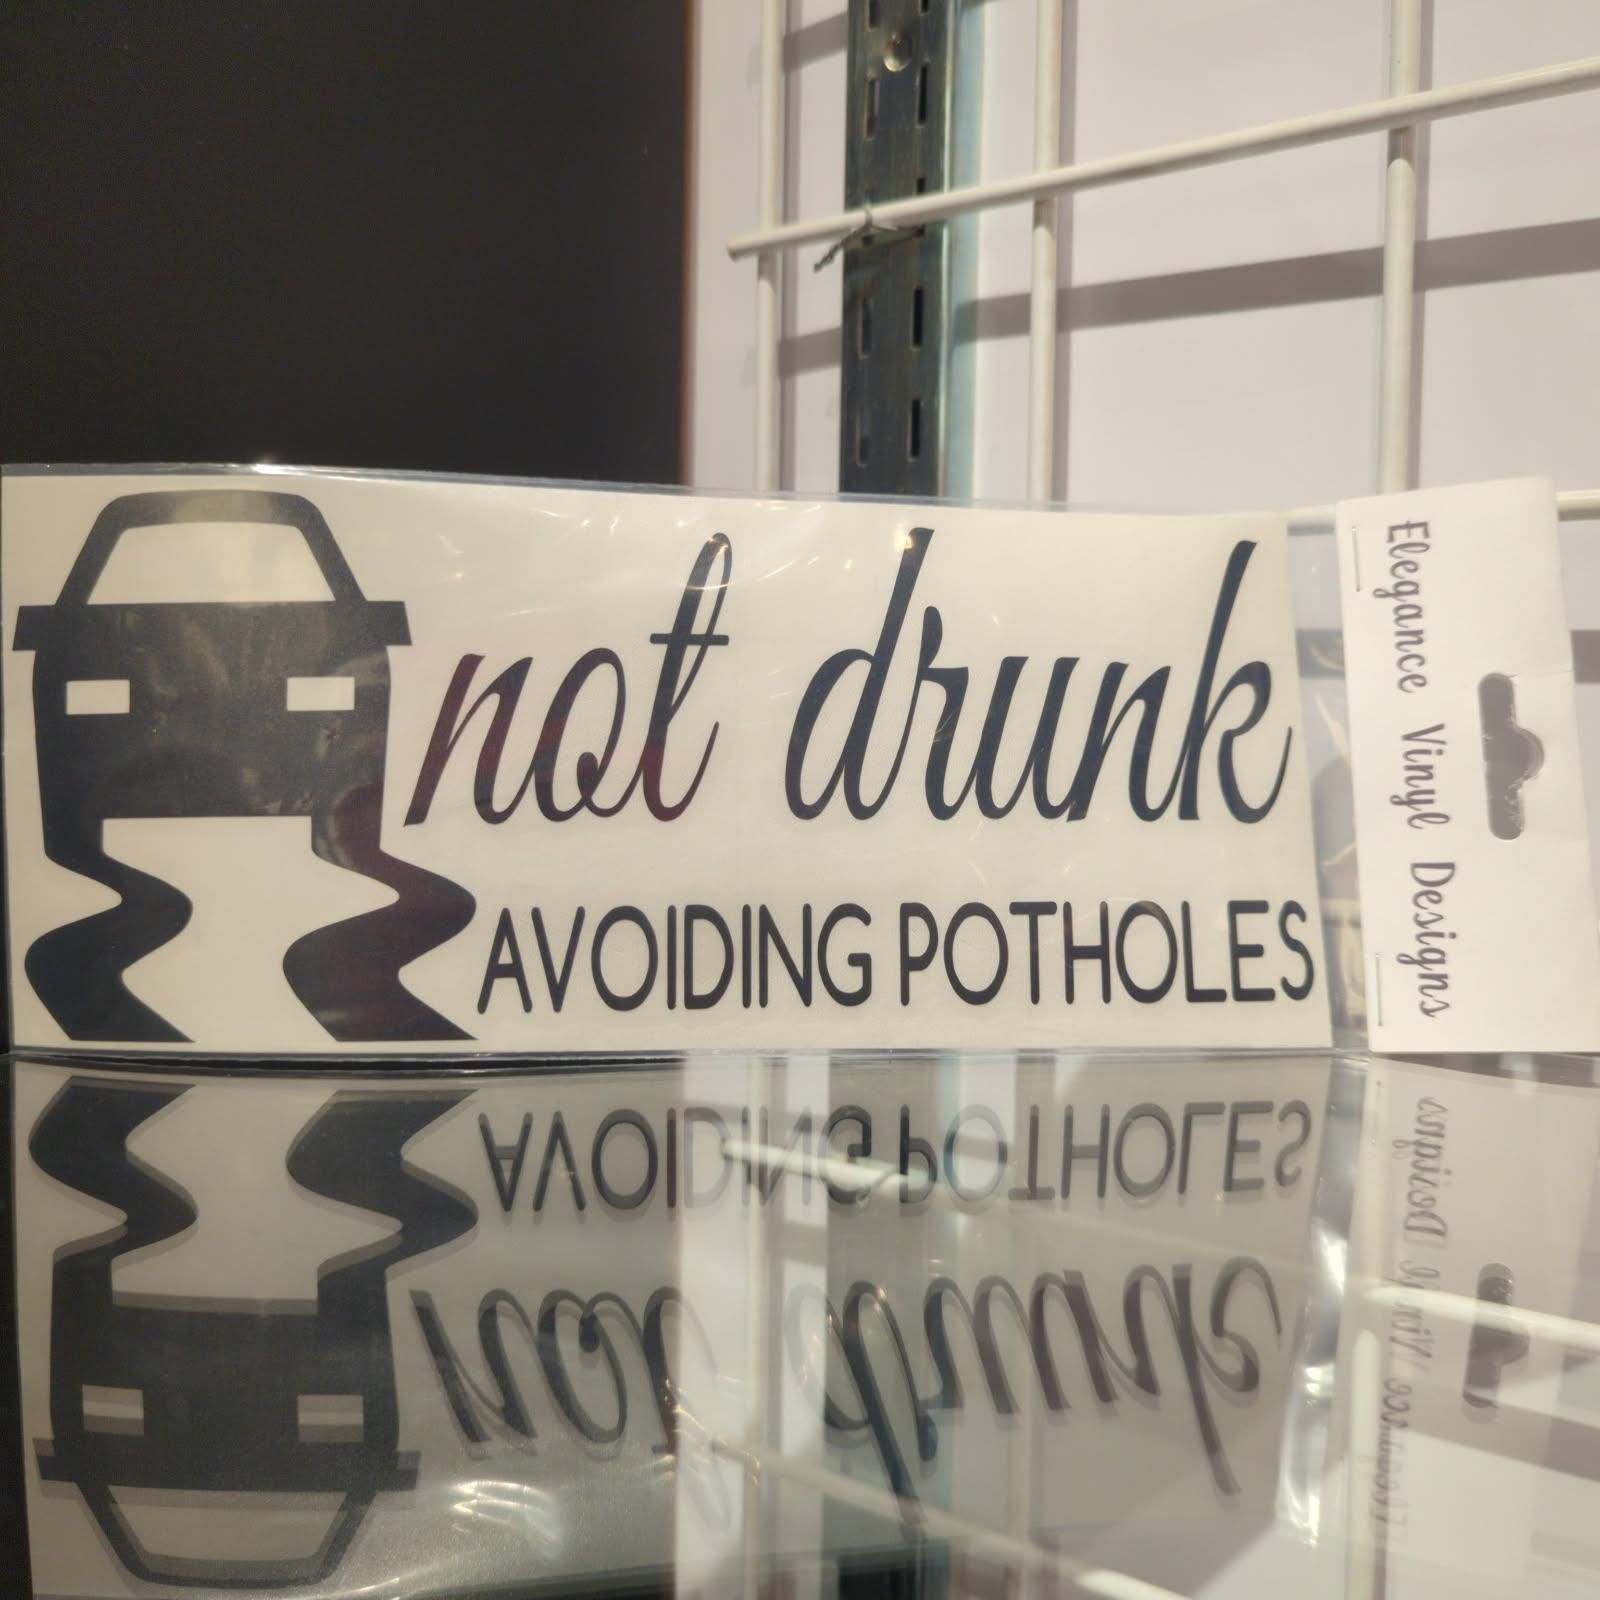 not drunk
AVOIDING POTHOLES
Elegance Vinyl Designs